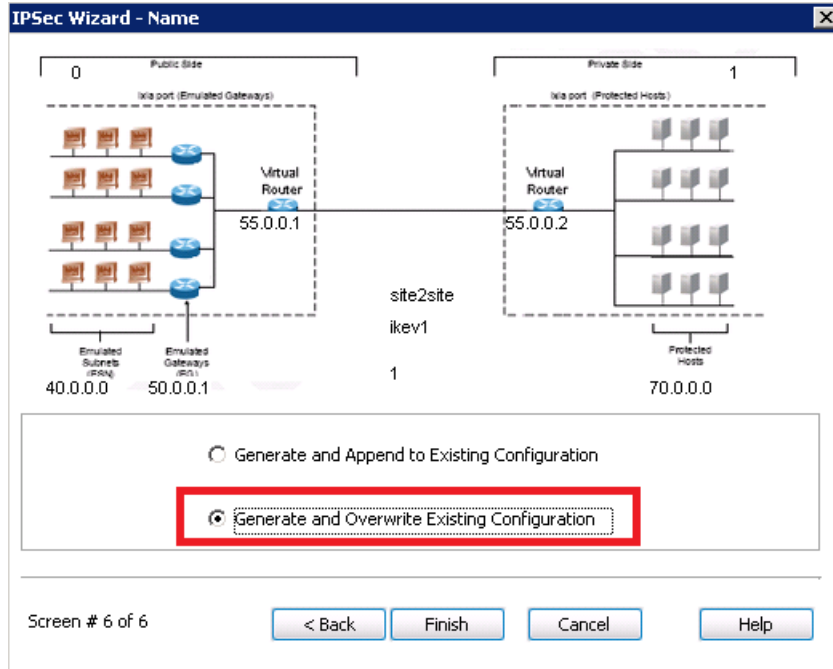 IPSec Wizard - Name
0 Public Side
Private Side 1
Ixia port (Emulated Gateways)
Ixia port (Protected Hosts)
Virtual
Router
55.0.0.1
Virtual
Router
55.0.0.2
site2site
ikev1
1
Emulated
Subnets
(ESN)
40.0.0.0
Emulated
Gateways
(EG)
50.0.0.1
Protected
Hosts
70.0.0.0
Generate and Append to Existing Configuration
Generate and Overwrite Existing Configuration
Screen # 6 of 6
< Back
Finish
Cancel
Help